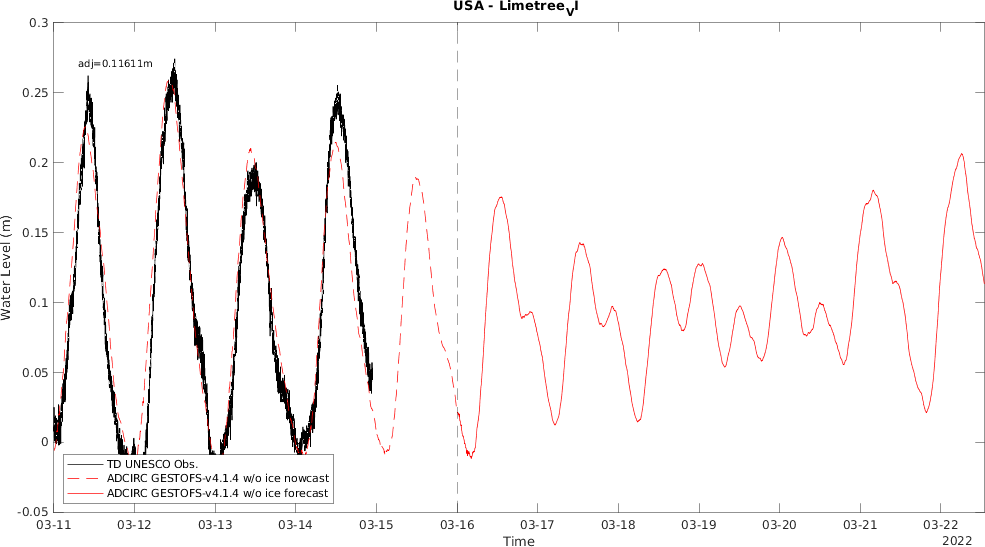 USA - Limetree_VI
0.3
0.25
0.2
0.15
0.1
0.05
0
-0.05
Water Level (m)
adj=0.11611m
TD UNESCO Obs.
ADCIRC GESTOFS-v4.1.4 w/o ice nowcast
ADCIRC GESTOFS-v4.1.4 w/o ice forecast
03-11 03-12 03-13 03-14 03-15 03-16 03-17 03-18 03-19 03-20 03-21 03-22
Time
2022